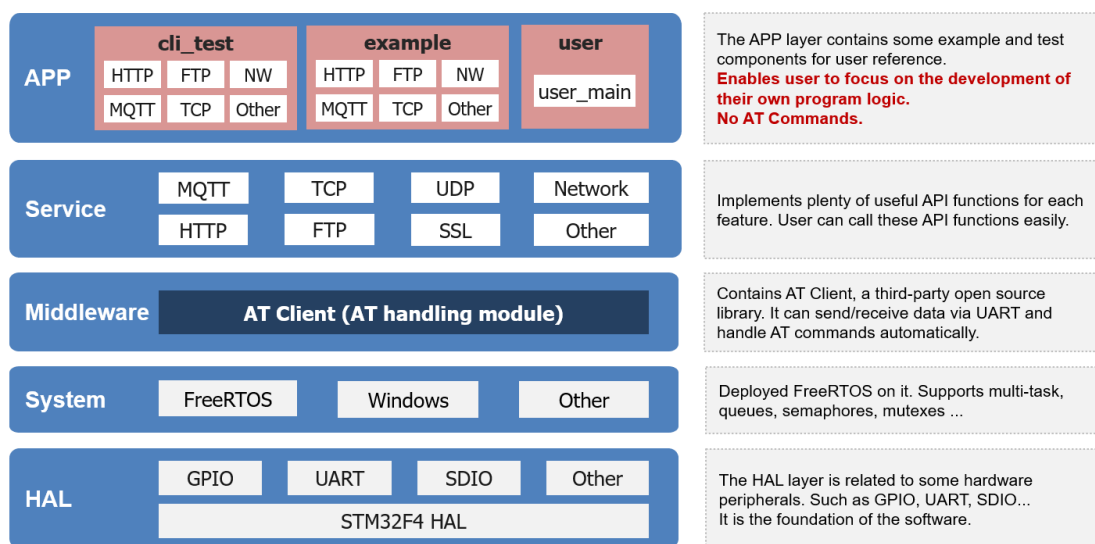 APP
cli_test
HTTP FTP NW
MQTT TCP Other
example
HTTP FTP NW
MQTT TCP Other
user
user_main
The APP layer contains some example and test
components for user reference.
Enables user to focus on the development of
their own program logic.
No AT Commands.
Service
MQTT TCP UDP Network
HTTP FTP SSL Other
Implements plenty of useful API functions for each
feature. User can call these API functions easily.
Middleware
AT Client (AT handling module)
Contains AT Client, a third-party open source
library. It can send/receive data via UART and
handle AT commands automatically.
System
FreeRTOS Windows Other
Deployed FreeRTOS on it. Supports multi-task,
queues, semaphores, mutexes ...
HAL
GPIO UART SDIO Other
STM32F4 HAL
The HAL layer is related to some hardware
peripherals. Such as GPIO, UART, SDIO...
It is the foundation of the software.